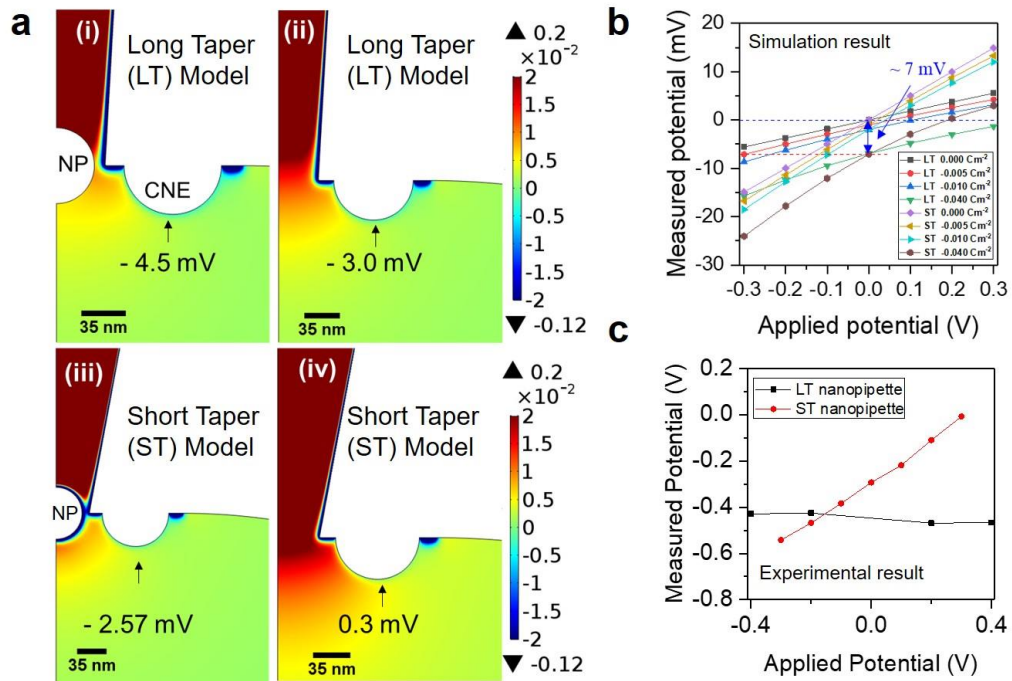 a
(i)
Long Taper
(LT) Model
NP
CNE
- 4.5 mV
35 nm
(ii)
Long Taper
(LT) Model
- 3.0 mV
35 nm
0.2
×10⁻²
2
1.5
1
0.5
0
-0.5
-1
-1.5
-2
-0.12
(iii)
Short Taper
(ST) Model
NP
- 2.57 mV
35 nm
(iv)
Short Taper
(ST) Model
0.3 mV
35 nm
0.2
×10⁻²
2
1.5
1
0.5
0
-0.5
-1
-1.5
-2
-0.12
b
Measured potential (mV)
20
10
0
-10
-20
-30
Simulation result
~ 7 mV
LT 0.000 Cm⁻²
LT -0.005 Cm⁻²
LT -0.010 Cm⁻²
LT -0.040 Cm⁻²
ST 0.000 Cm⁻²
ST -0.005 Cm⁻²
ST -0.010 Cm⁻²
ST -0.040 Cm⁻²
-0.3 -0.2 -0.1 0.0 0.1 0.2 0.3
Applied potential (V)
c
Measured Potential (V)
0.2
0.0
-0.2
-0.4
-0.6
-0.8
LT nanopipette
ST nanopipette
Experimental result
-0.4 0.0 0.4
Applied Potential (V)